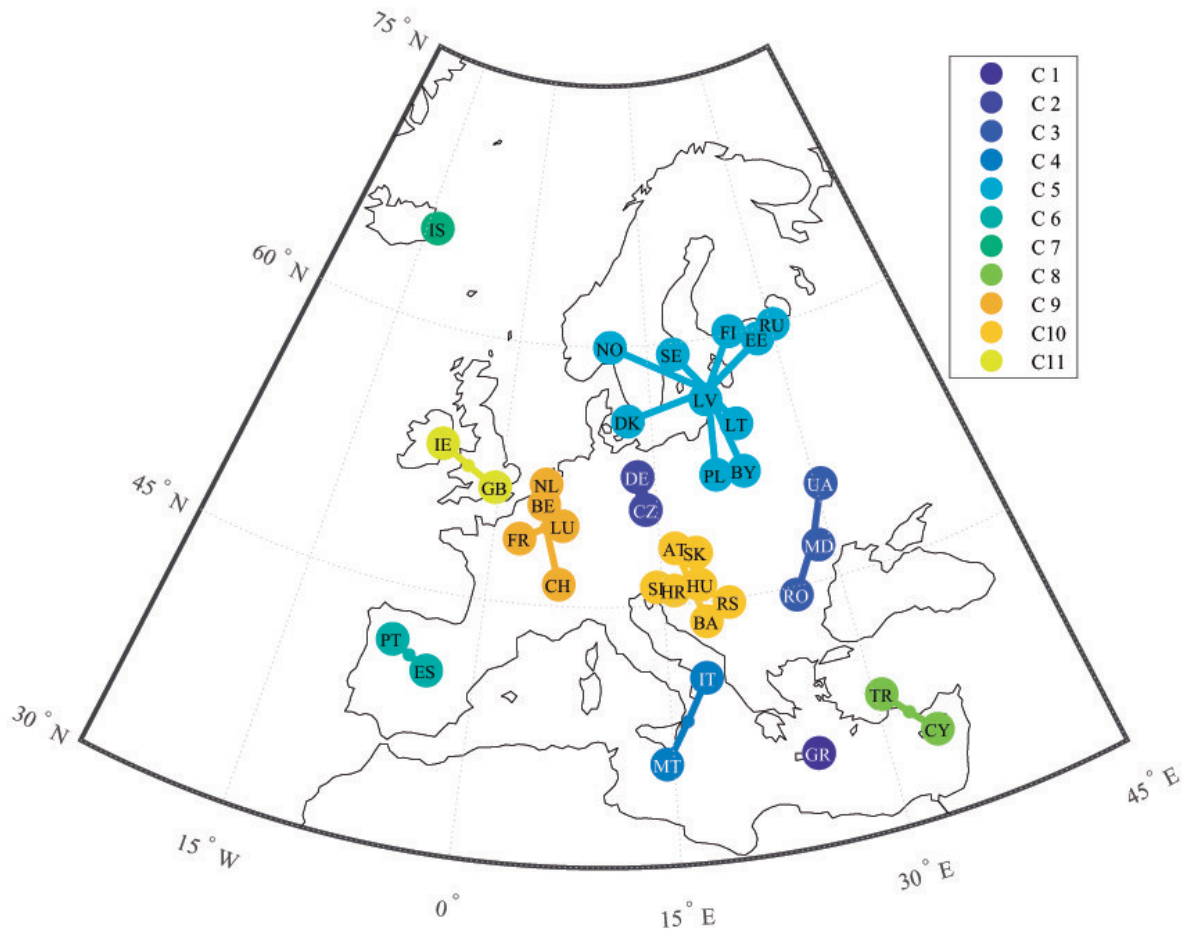 75° N
C 1
C 2
C 3
C 4
C 5
C 6
C 7
C 8
C 9
C10
C11
IS
60° N
NO
SE
FI
EE
RU
LV
DK
LT
IE
GB
NL
BE
LU
FR
CH
DE
CZ
PL
BY
UA
MD
RO
45° N
AT
SK
SI
HR
HU
RS
BA
PT
ES
IT
MT
TR
CY
GR
30° N
45° E
15° W
0°
15° E
30° E